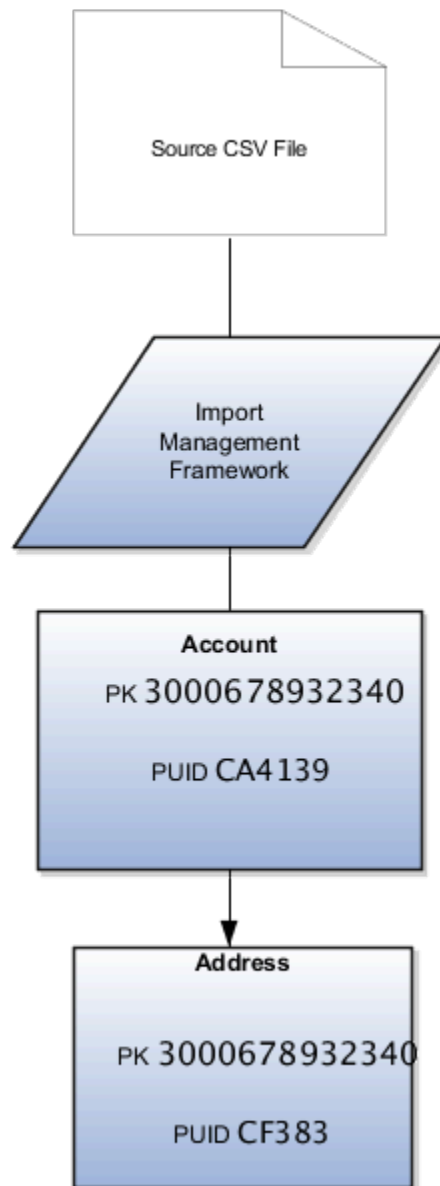 Source CSV File
Import
Management
Framework
Account
PK 3000678932340
PUID CA4139
Address
PK 3000678932340
PUID CF383